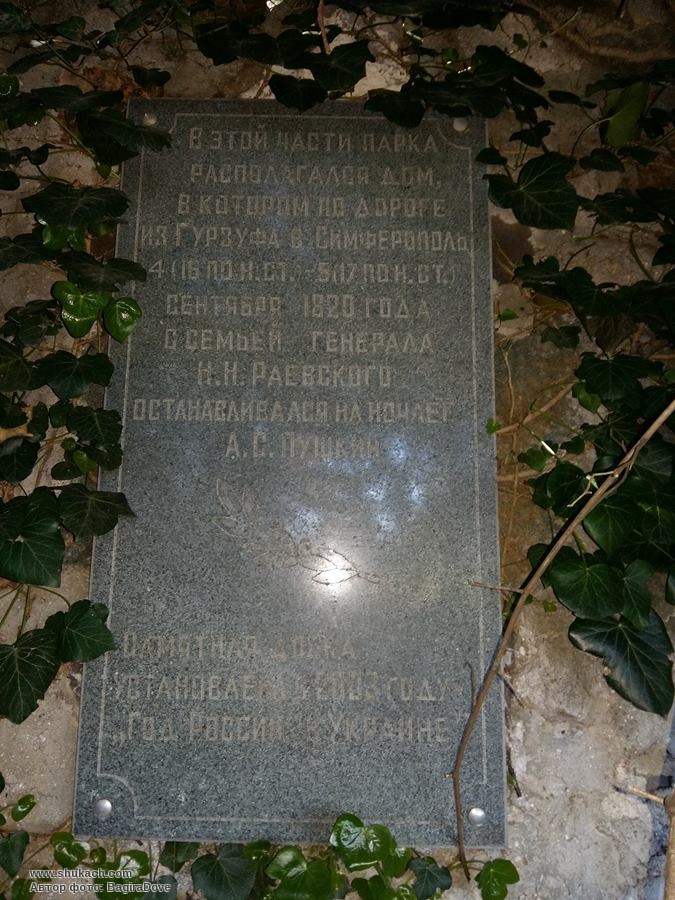 В ЭТОЙ ЧАСТИ ПАРКА
РАСПОЛАГАЛСЯ ДОМ
В КОТОРОМ ПО ДОРОГЕ
ИЗ ГУРЗУФА В СИМФЕРОПОЛЬ
4 (16 ПО Н.СТ.) - 5 (17 ПО Н.СТ.)
СЕНТЯБРЯ 1820 ГОДА
С СЕМЬЕЙ ГЕНЕРАЛА
Н.Н. РАЕВСКОГО
ОСТАНАВЛИВАЛСЯ НА НОЧЛЕГ
А.С. ПУШКИН
ПАМЯТНАЯ ДОСКА
УСТАНОВЛЕНА В 2003 ГОДУ
„ГОД РОССИИ В УКРАИНЕ"
www.shukach.com
Автор фото: BagiraDove